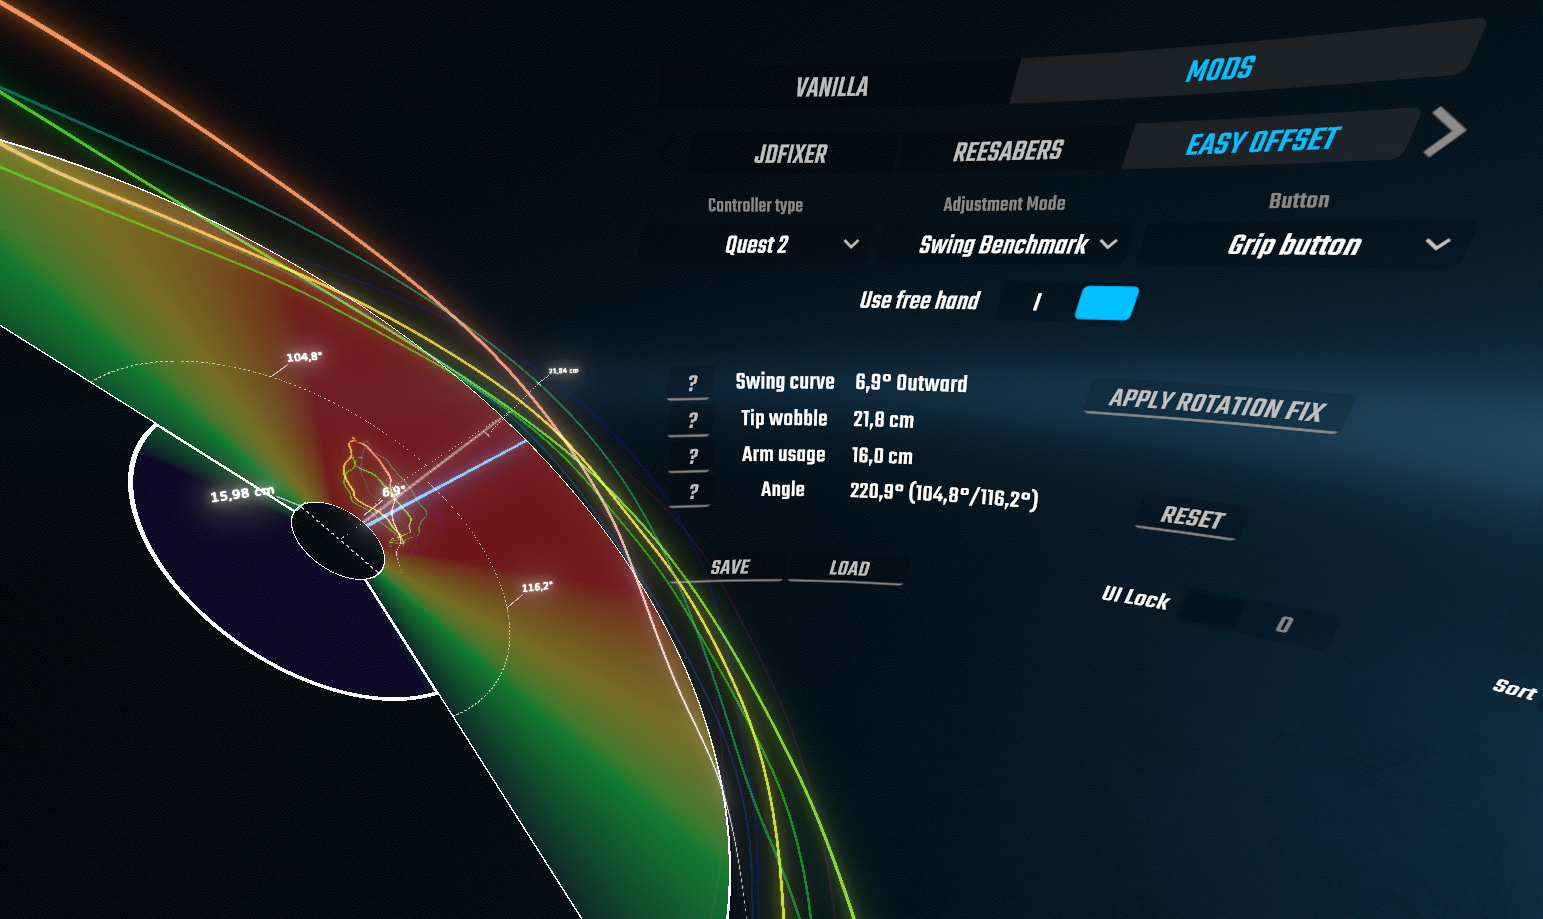 VANILLA
MODS
JDFIXER
REESABERS
EASY OFFSET
Controller type
Adjustment Mode
Button
Quest 2
Swing Benchmark
Grip button
Use free hand
I
Swing curve 6,9° Outward
Tip wobble 21,8 cm
Arm usage 16,0 cm
Angle 220,9° (104,8°/116,2°)
?
?
?
?
APPLY ROTATION FIX
RESET
SAVE
LOAD
UI Lock
0
Sort
104,8°
21,84 cm
6,9°
15,98 cm
116,2°